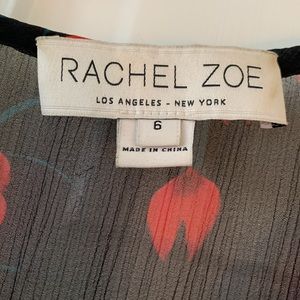 RACHEL ZOE
LOS ANGELES - NEW YORK
6
MADE IN CHINA